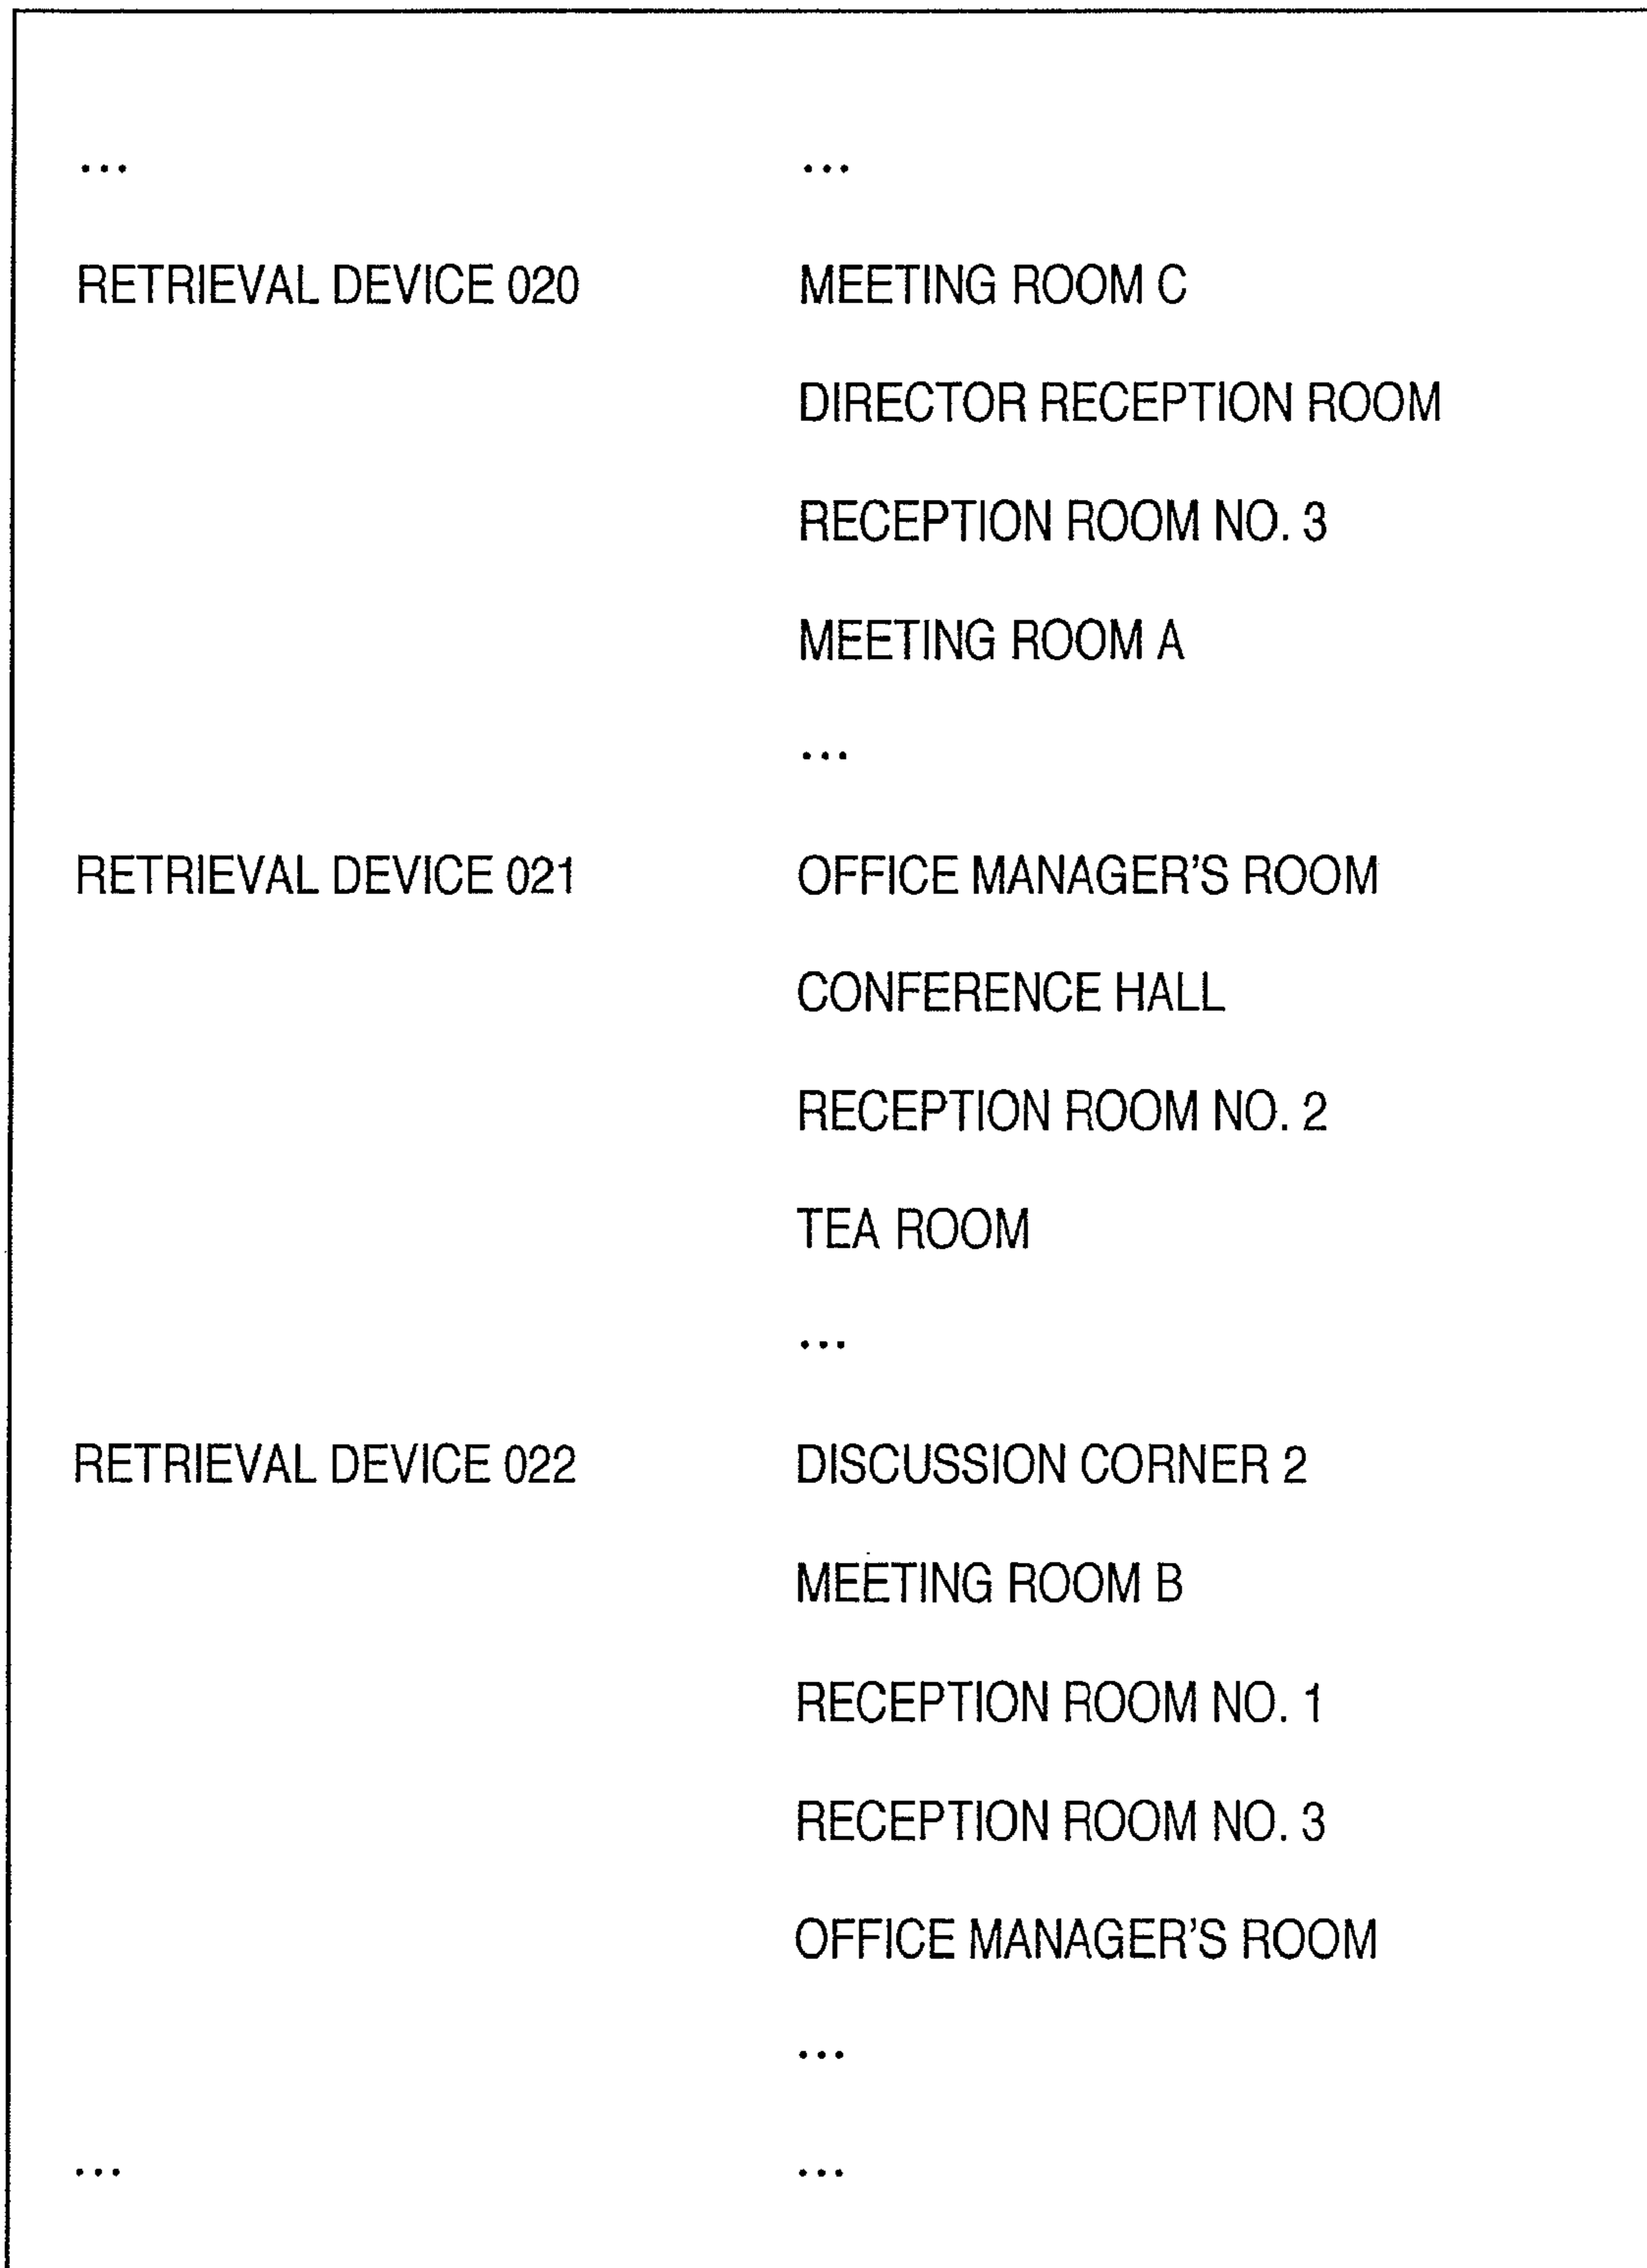 ... ...
RETRIEVAL DEVICE 020 MEETING ROOM C
DIRECTOR RECEPTION ROOM
RECEPTION ROOM NO. 3
MEETING ROOM A
...
RETRIEVAL DEVICE 021 OFFICE MANAGER'S ROOM
CONFERENCE HALL
RECEPTION ROOM NO. 2
TEA ROOM
...
RETRIEVAL DEVICE 022 DISCUSSION CORNER 2
MEETING ROOM B
RECEPTION ROOM NO. 1
RECEPTION ROOM NO. 3
OFFICE MANAGER'S ROOM
...
... ...